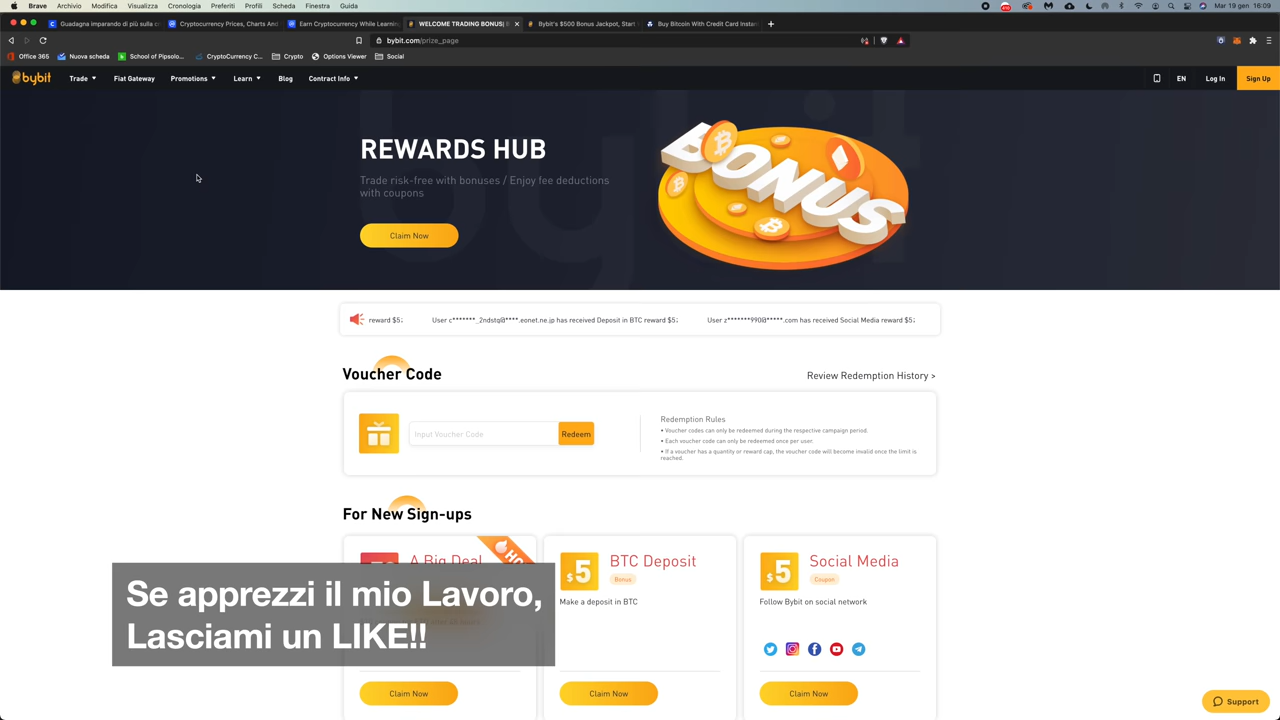 Brave Archivio Modifica Visualizza Cronologia Preferiti Profili Scheda Finestra Guida Mar 19 gen 16:09
Guadagna imparando di più sulla c Cryptocurrency Prices, Charts And Earn Cryptocurrency While Learnin WELCOME TRADING BONUS| B Bybit's $500 Bonus Jackpot, Start Buy Bitcoin With Credit Card Instan
bybit.com/prize_page
Office 365 Nuova scheda School of Pipsolo... CryptoCurrency C... Crypto Options Viewer Social
bybit Trade Fiat Gateway Promotions Learn Blog Contract Info EN Log In Sign Up
REWARDS HUB
Trade risk-free with bonuses / Enjoy fee deductions
with coupons
Claim Now
BONUS
reward $5; User c*******_2ndstql@****.eonet.ne.jp has received Deposit in BTC reward $5; User z*******990@*****.com has received Social Media reward $5;
Voucher Code
Review Redemption History >
Input Voucher Code
Redeem
Redemption Rules
• Voucher codes can only be redeemed during the respective campaign period.
• Each voucher code can only be redeemed once per user.
• If a voucher has a quantity or reward cap, the voucher code will become invalid once the limit is
reached.
For New Sign-ups
A Big Deal
HO
Claim Now
$5
BTC Deposit
Bonus
Make a deposit in BTC
Claim Now
$5
Social Media
Coupon
Follow Bybit on social network
Claim Now
Se apprezzi il mio Lavoro,
Lasciami un LIKE!!
Support